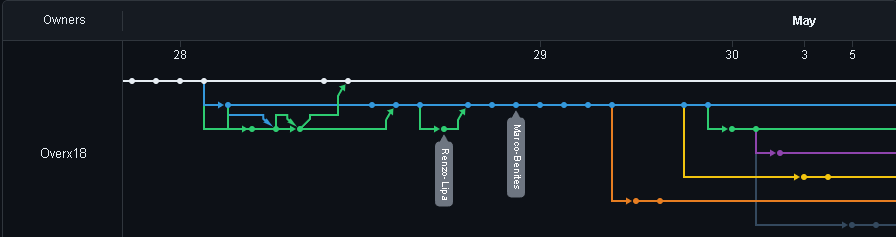 Owners
May
28
29
30
3
5
Overx18
Renzo-Lipa
Marco-Benites